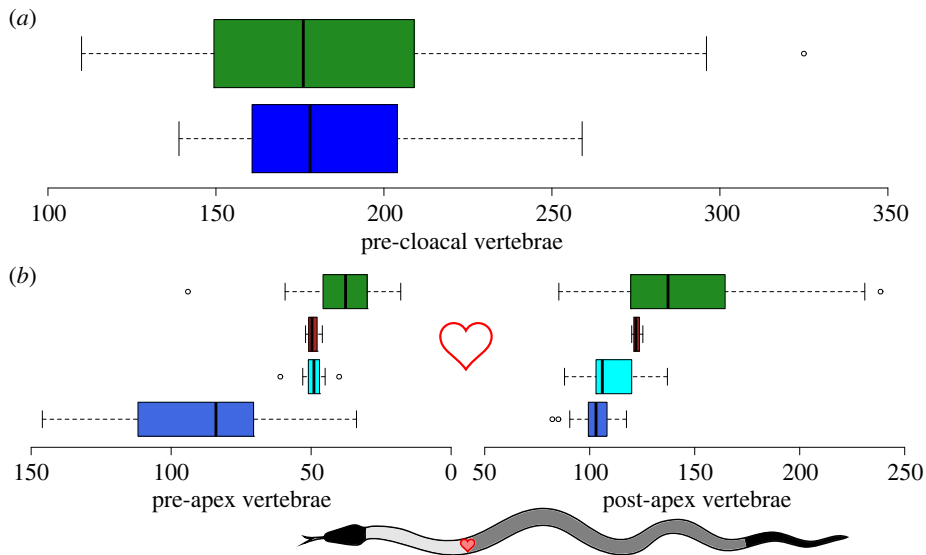 (a)
100 150 200 250 300 350
pre-cloacal vertebrae
(b)
150 100 50 0 50 100 150 200 250
pre-apex vertebrae post-apex vertebrae